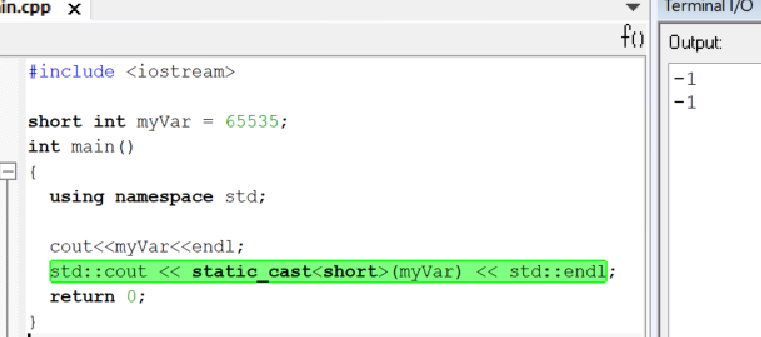 in.cpp x
Terminal I/O
f()
Output:
#include <iostream>
short int myVar = 65535;
int main()
{
using namespace std;
cout<<myVar<<endl;
std::cout << static_cast<short>(myVar) << std::endl;
return 0;
}
-1
-1